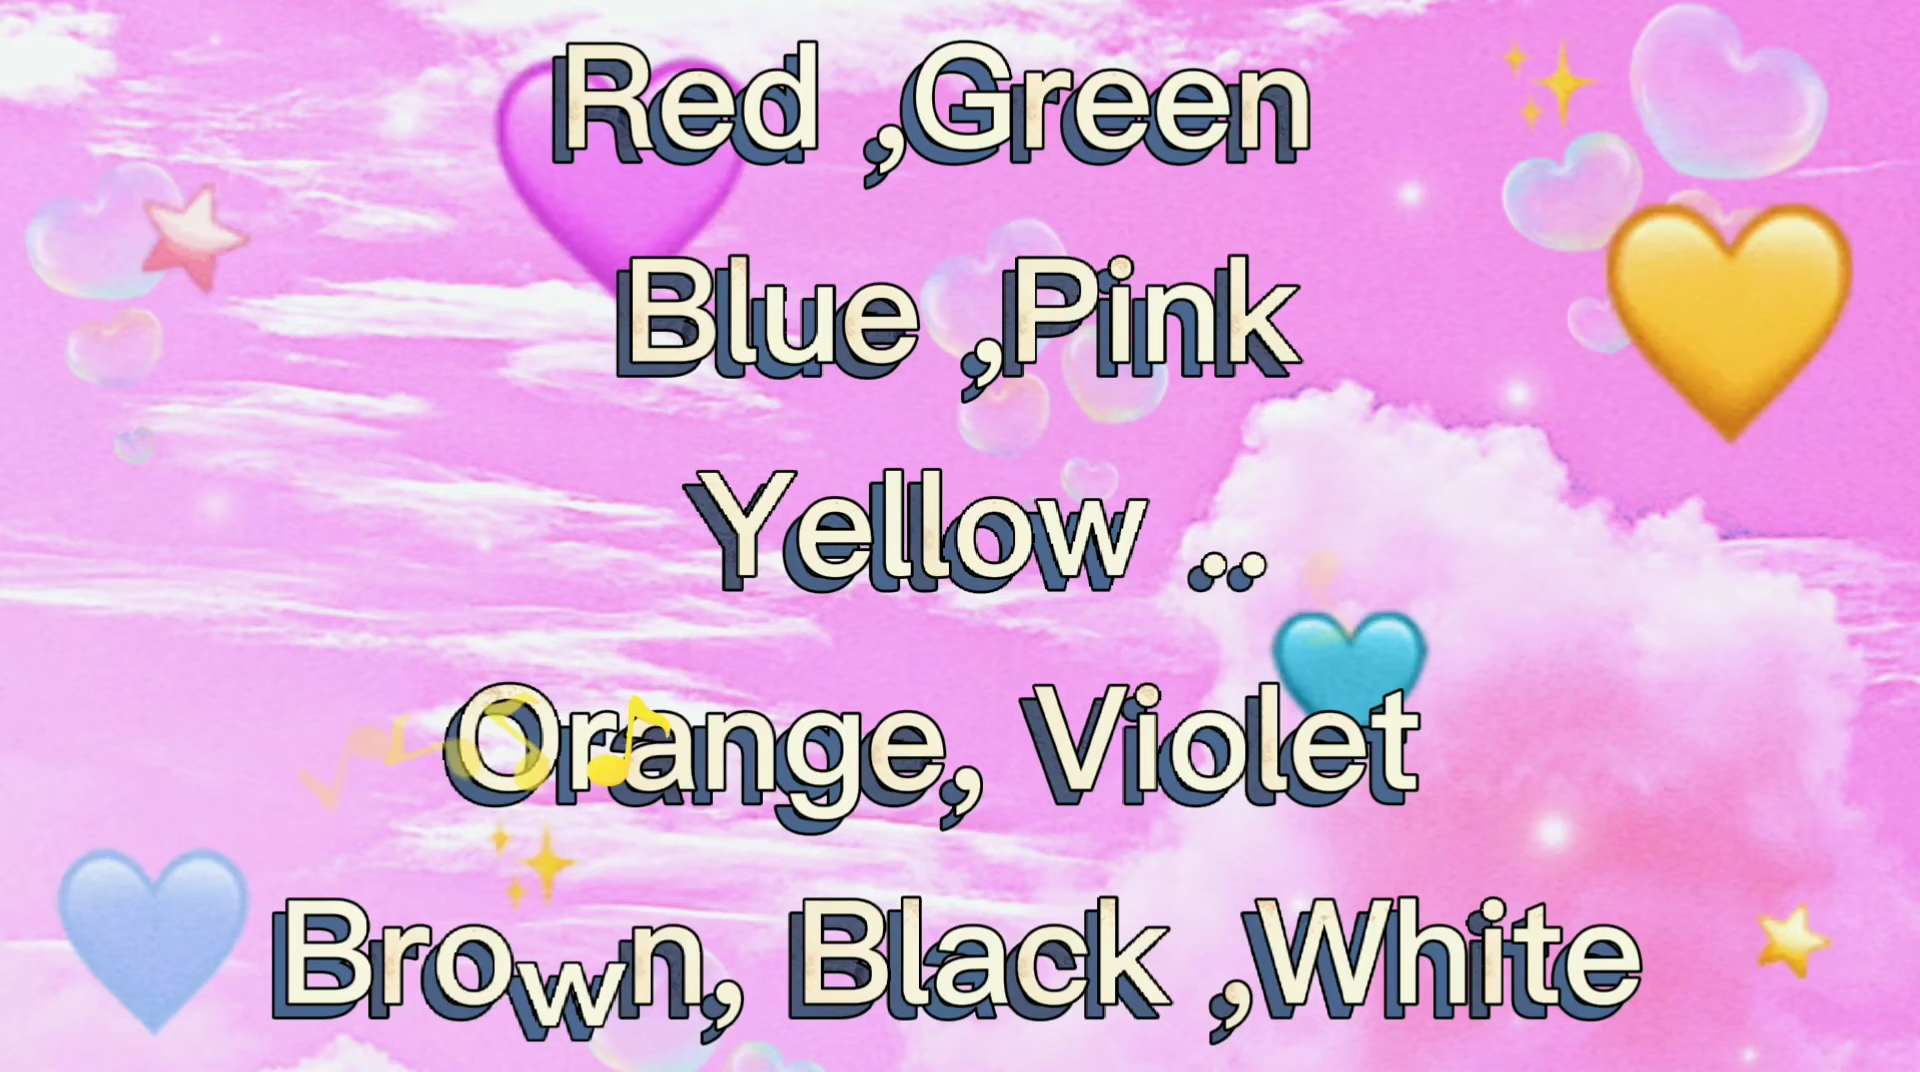 Red ,Green
Blue ,Pink
Yellow ..
Orange, Violet
Brown, Black ,White